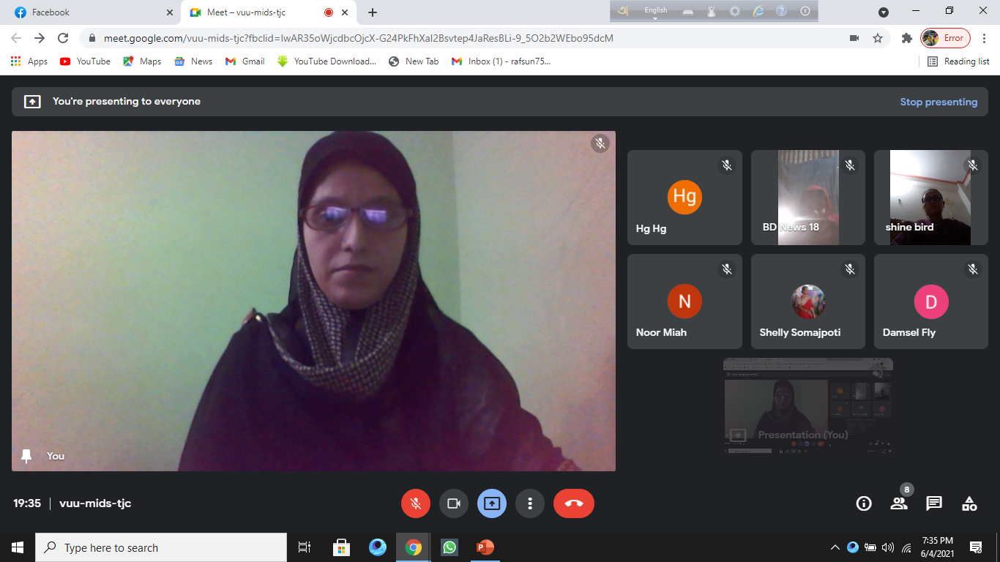 Facebook
Meet – vuu-mids-tjc
অ
English
meet.google.com/vuu-mids-tjc?fbclid=IwAR35oWjcdbcOjcX-G24PkFhXaI2Bsvtep4JaResBLi-9_5O2b2WEbo95dcM
Error
Apps
YouTube
Maps
News
Gmail
YouTube Download...
New Tab
Inbox (1) - rafsun75...
Reading list
You're presenting to everyone
Stop presenting
Hg
Hg Hg
BD News 18
shine bird
N
Noor Miah
Shelly Somajpoti
D
Damsel Fly
Presentation (You)
You
19:35 | vuu-mids-tjc
8
Type here to search
7:35 PM
6/4/2021